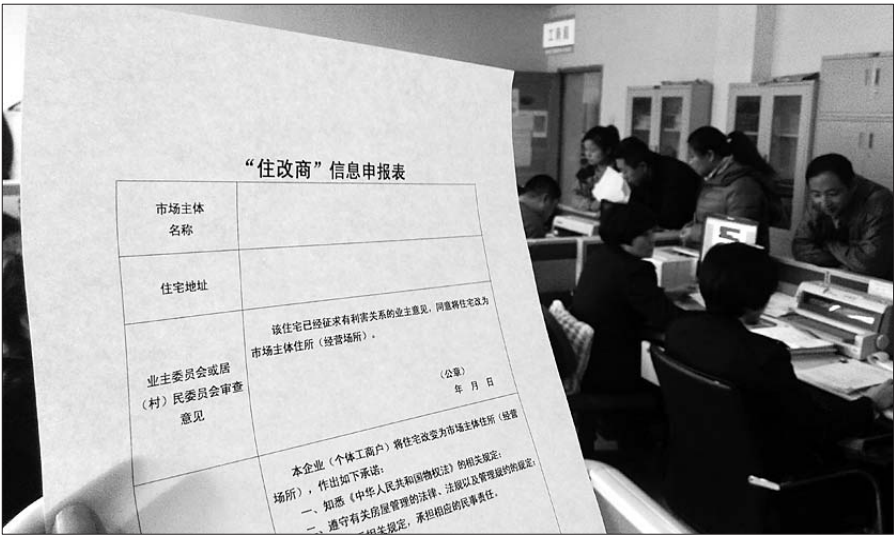 “住改商”信息申报表
市场主体
名称
住宅地址
业主委员会或居
（村）民委员会审查
意见
该住宅已经征求有利害关系的业主意见，同意将住宅改为
市场主体住所（经营场所）。
（公章）
年 月 日
本企业（个体工商户）将住宅改变为市场主体住所（经营
场所），作出如下承诺：
一、知悉《中华人民共和国物权法》的相关规定；
二、遵守有关房屋管理的法律、法规以及管理规约的规定；
相关规定，承担相应的民事责任。